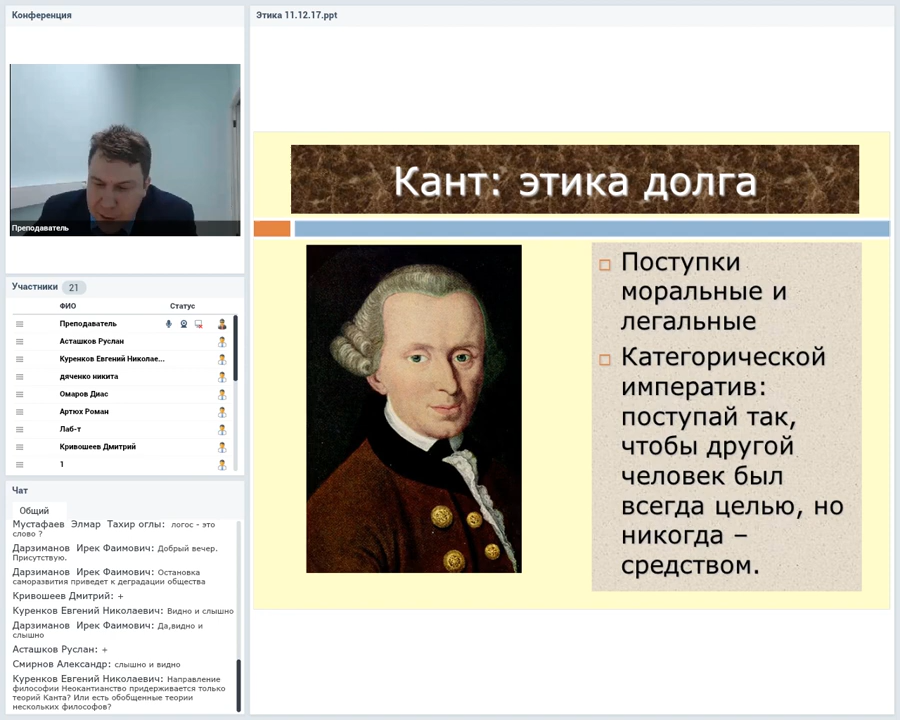 Конференция
Преподаватель
Участники 21
ФИО Статус
Преподаватель
Асташков Руслан
Куренков Евгений Николае...
дяченко никита
Омаров Диас
Артюх Роман
Лаб-т
Кривошеев Дмитрий
1
Чат
Общий
Мустафаев Элмар Тахир оглы: логос - это
слово ?
Дарзиманов Ирек Фаимович: Добрый вечер.
Присутствую.
Дарзиманов Ирек Фаимович: Остановка
саморазвития приведет к деградации общества
Кривошеев Дмитрий: +
Куренков Евгений Николаевич: Видно и слышно
Дарзиманов Ирек Фаимович: Да,видно и
слышно
Асташков Руслан: +
Смирнов Александр: слышно и видно
Куренков Евгений Николаевич: Направление
философии Неокантианство придерживается только
теорий Канта? Или есть обобщенные теории
нескольких философов?
Этика 11.12.17.ppt
Кант: этика долга
Поступки
моральные и
легальные
Категорической
императив:
поступай так,
чтобы другой
человек был
всегда целью, но
никогда –
средством.